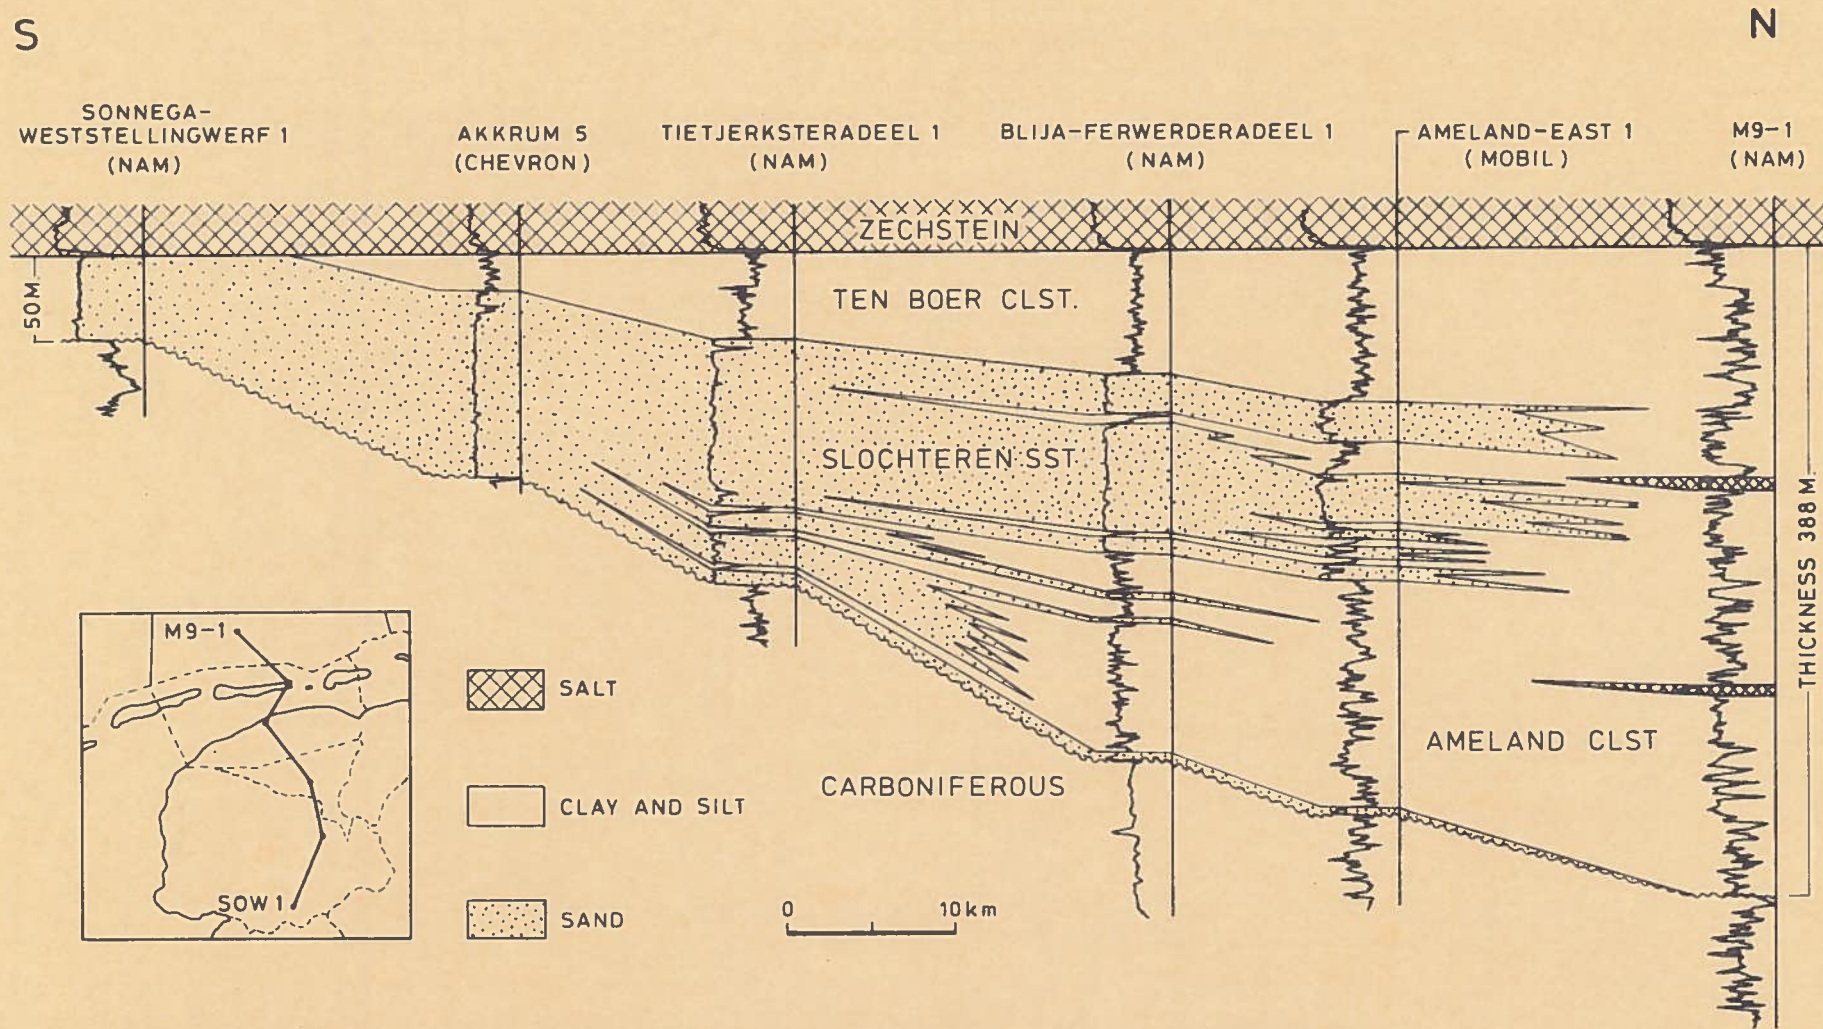 S
N
SONNEGA-
WESTSTELLINGWERF 1
(NAM)
AKKRUM 5
(CHEVRON)
TIETJERKSTERADEEL 1
(NAM)
BLIJA-FERWERDERADEEL 1
(NAM)
AMELAND-EAST 1
(MOBIL)
M9-1
(NAM)
ZECHSTEIN
50M
TEN BOER CLST.
SLOCHTEREN SST
THICKNESS 388 M
AMELAND CLST
CARBONIFEROUS
M9-1
SOW 1
SALT
CLAY AND SILT
SAND
0 10km